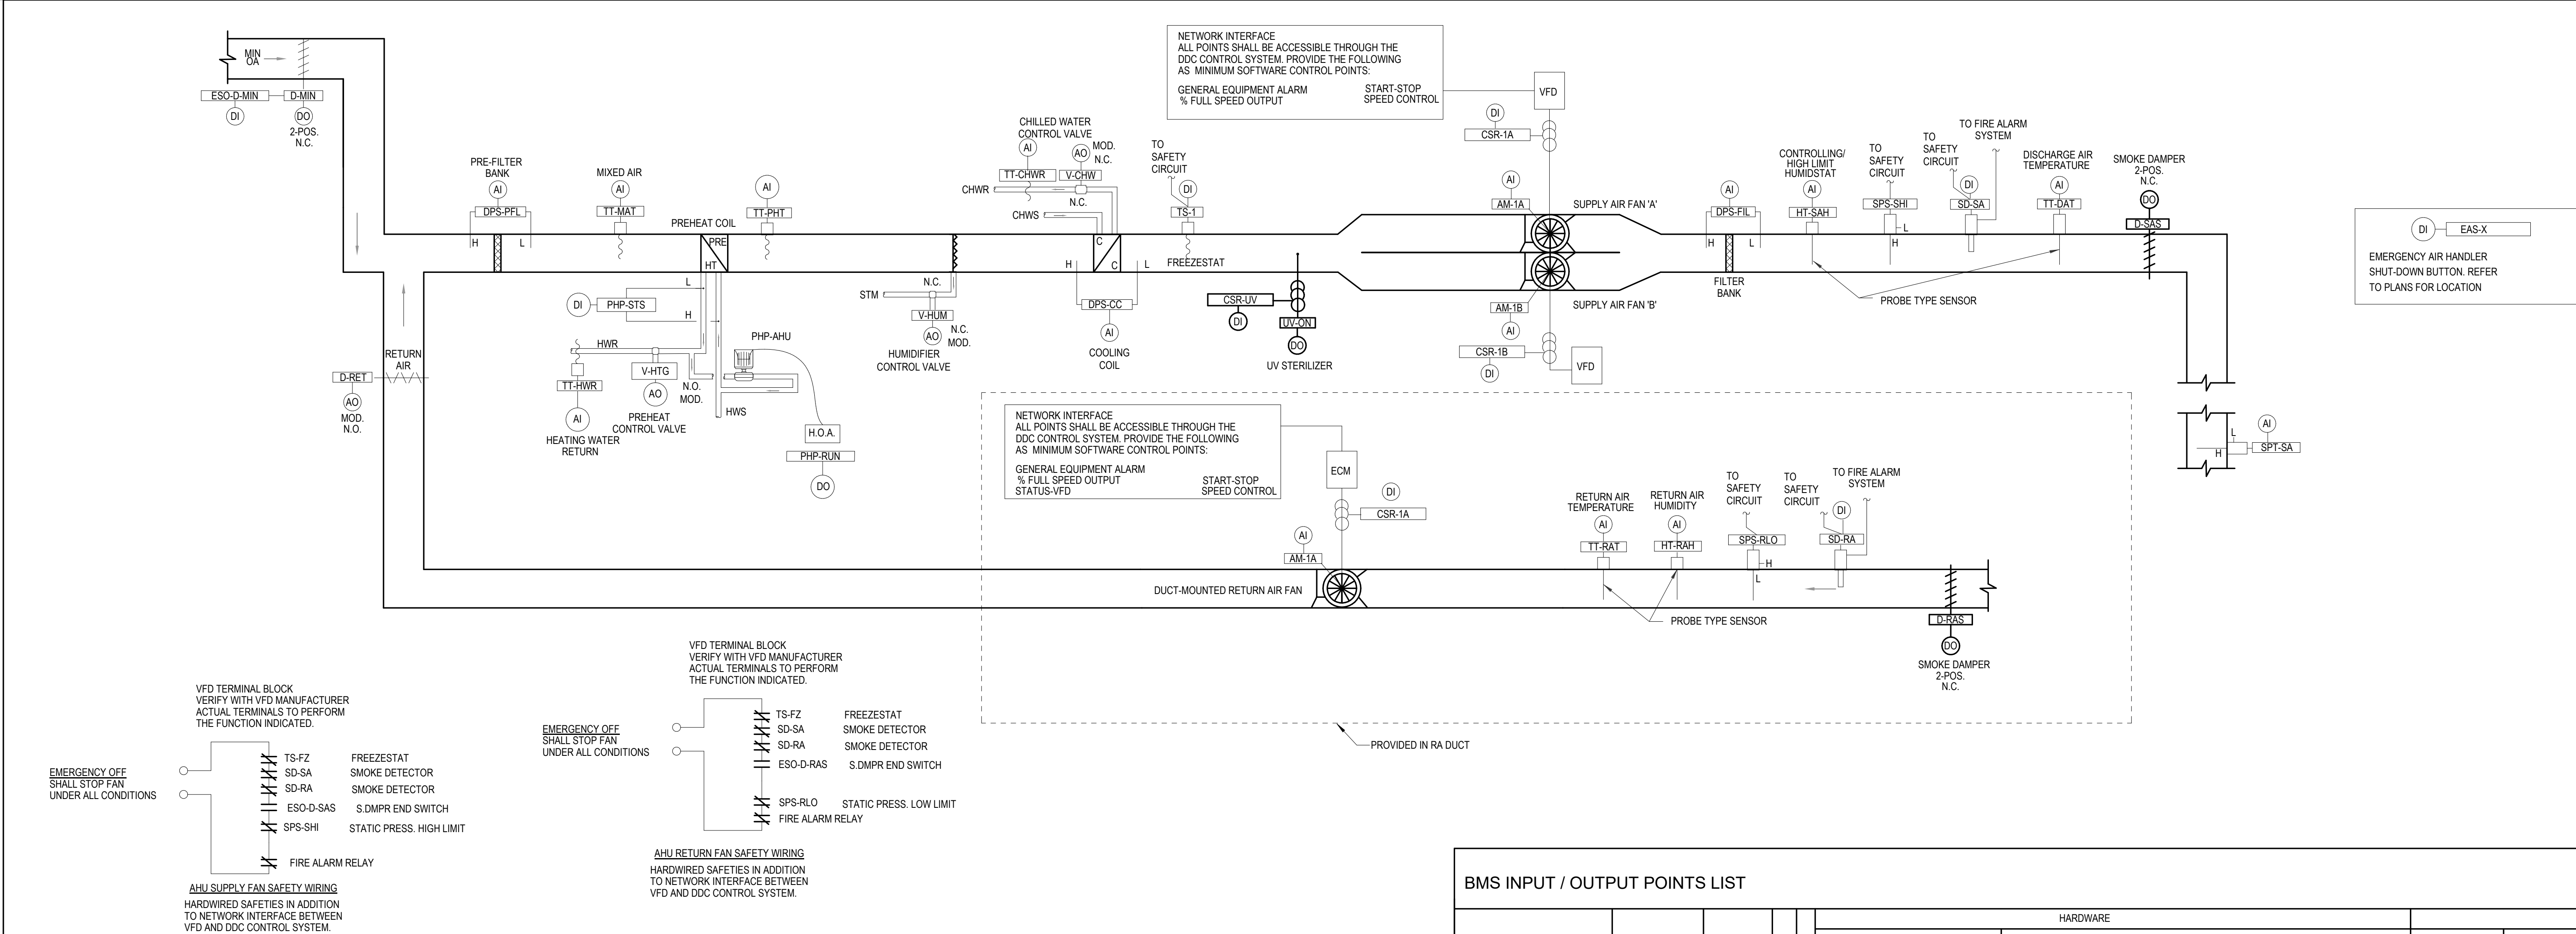 MIN
OA
ESO-D-MIN
D-MIN
DI
DO
2-POS.
N.C.
PRE-FILTER
BANK
AI
DPS-PFL
H
L
MIXED AIR
AI
TT-MAT
AI
TT-PHT
PREHEAT COIL
PRE
HT
L
DI
PHP-STS
H
HWR
TT-HWR
AI
HEATING WATER
RETURN
V-HTG
AO
N.O.
MOD.
PREHEAT
CONTROL VALVE
HWS
PHP-AHU
H.O.A.
PHP-RUN
DO
RETURN
AIR
D-RET
AO
MOD.
N.O.
STM
N.C.
V-HUM
AO
N.C.
MOD.
HUMIDIFIER
CONTROL VALVE
CHILLED WATER
CONTROL VALVE
AI
AO
MOD.
N.C.
TT-CHWR
V-CHW
CHWR
N.C.
CHWS
C
C
H
L
DPS-CC
AI
COOLING
COIL
TO
SAFETY
CIRCUIT
DI
TS-1
FREEZESTAT
CSR-UV
DI
UV-ON
DO
UV STERILIZER
NETWORK INTERFACE
ALL POINTS SHALL BE ACCESSIBLE THROUGH THE
DDC CONTROL SYSTEM. PROVIDE THE FOLLOWING
AS MINIMUM SOFTWARE CONTROL POINTS:
GENERAL EQUIPMENT ALARM START-STOP
% FULL SPEED OUTPUT SPEED CONTROL
VFD
DI
CSR-1A
AI
AM-1A
SUPPLY AIR FAN 'A'
AM-1B
AI
SUPPLY AIR FAN 'B'
CSR-1B
DI
VFD
AI
DPS-FIL
H
L
FILTER
BANK
CONTROLLING/
HIGH LIMIT
HUMIDSTAT
AI
HT-SAH
TO
SAFETY
CIRCUIT
SPS-SHI
L
H
TO
SAFETY
CIRCUIT
DI
SD-SA
TO FIRE ALARM
SYSTEM
DISCHARGE AIR
TEMPERATURE
AI
TT-DAT
PROBE TYPE SENSOR
SMOKE DAMPER
2-POS.
N.C.
DO
D-SAS
DI
EAS-X
EMERGENCY AIR HANDLER
SHUT-DOWN BUTTON. REFER
TO PLANS FOR LOCATION
AI
L
SPT-SA
H
NETWORK INTERFACE
ALL POINTS SHALL BE ACCESSIBLE THROUGH THE
DDC CONTROL SYSTEM. PROVIDE THE FOLLOWING
AS MINIMUM SOFTWARE CONTROL POINTS:
GENERAL EQUIPMENT ALARM
% FULL SPEED OUTPUT START-STOP
STATUS-VFD SPEED CONTROL
ECM
DI
CSR-1A
AI
AM-1A
DUCT-MOUNTED RETURN AIR FAN
RETURN AIR
TEMPERATURE
AI
TT-RAT
RETURN AIR
HUMIDITY
AI
HT-RAH
TO
SAFETY
CIRCUIT
SPS-RLO
H
L
TO
SAFETY
CIRCUIT
TO FIRE ALARM
SYSTEM
DI
SD-RA
PROBE TYPE SENSOR
D-RAS
DO
SMOKE DAMPER
2-POS.
N.C.
PROVIDED IN RA DUCT
VFD TERMINAL BLOCK
VERIFY WITH VFD MANUFACTURER
ACTUAL TERMINALS TO PERFORM
THE FUNCTION INDICATED.
EMERGENCY OFF
SHALL STOP FAN
UNDER ALL CONDITIONS
TS-FZ FREEZESTAT
SD-SA SMOKE DETECTOR
SD-RA SMOKE DETECTOR
ESO-D-SAS S.DMPR END SWITCH
SPS-SHI STATIC PRESS. HIGH LIMIT
FIRE ALARM RELAY
AHU SUPPLY FAN SAFETY WIRING
HARDWIRED SAFETIES IN ADDITION
TO NETWORK INTERFACE BETWEEN
VFD AND DDC CONTROL SYSTEM.
VFD TERMINAL BLOCK
VERIFY WITH VFD MANUFACTURER
ACTUAL TERMINALS TO PERFORM
THE FUNCTION INDICATED.
EMERGENCY OFF
SHALL STOP FAN
UNDER ALL CONDITIONS
TS-FZ FREEZESTAT
SD-SA SMOKE DETECTOR
SD-RA SMOKE DETECTOR
ESO-D-RAS S.DMPR END SWITCH
SPS-RLO STATIC PRESS. LOW LIMIT
FIRE ALARM RELAY
AHU RETURN FAN SAFETY WIRING
HARDWIRED SAFETIES IN ADDITION
TO NETWORK INTERFACE BETWEEN
VFD AND DDC CONTROL SYSTEM.
BMS INPUT / OUTPUT POINTS LIST
HARDWARE